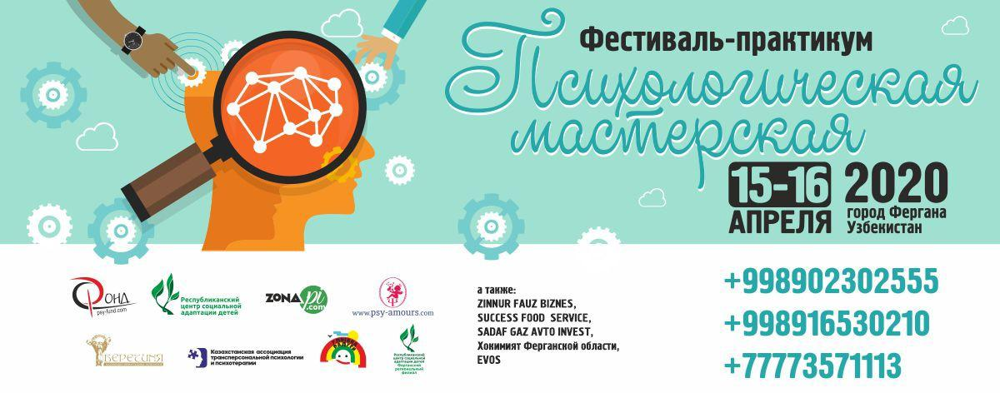 Фестиваль-практикум
Психологическая
мастерская
15-16
АПРЕЛЯ
2020
город Фергана
Узбекистан
ФОНД
psy-fund.com
Республиканский
центр социальной
адаптации детей
ZONA
pi
.com
www.psy-amours.com
БЕРЕГИНЯ
Казахстанская ассоциация
трансперсональной психологии
и психотерапии
Республиканский
центр социальной
адаптации детей
Ферганский
региональный
филиал
а также:
ZINNUR FAUZ BIZNES,
SUCCESS FOOD SERVICE,
SADAF GAZ AVTO INVEST,
Хокимият Ферганской области,
EVOS
+998902302555
+998916530210
+77773571113